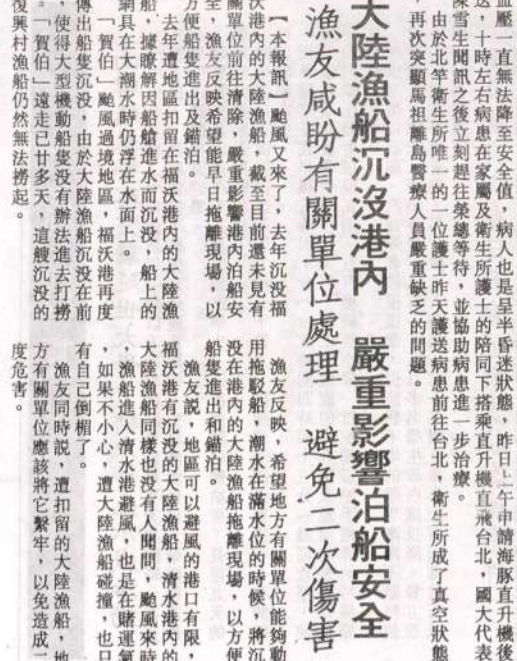 血壓一無法降至安全值，病人也是呈半昏迷狀態，昨日上午申請海豚直升機後
送，十時左右病患在家屬及衛生所護士的陪同下搭乘直升機直飛台北，國大代表
陳雪生聞訊之後立刻趕往榮總等待，並協助病患進一步治療。
由於北竿衛生所唯一的一位護士昨天護送病患前往台北，衛生所成了真空狀態
，再次突顯馬祖離島醫療人員嚴重缺乏的問題。
大陸漁船沉沒港內　嚴重影響泊船安全
漁友咸盼有關單位處理　避免二次傷害
【本報訊】颱風又來了，去年沉沒福
沃港內的大陸漁船，截至目前還未見有
關單位前往清除，嚴重影響港內泊船安
全，漁友反映希望能早日拖離現場，以
方便船隻進出及錨泊。
去年遭地區扣留在福沃港內的大陸漁
船，據瞭解因船艙進水而沉沒，船上的
網具在大潮水時仍浮在水面上。
「賀伯」颱風過境地區，福沃港再度
傳出船隻沉沒，由於大陸漁船沉沒在前
，使得大型機動船隻沒有辦法進去打撈
。「賀伯」遠走已廿多天，這艘沉沒的
復興村漁船仍然無法撈起。
漁友反映，希望地方有關單位能夠動
用拖駁船，潮水在滿水位的時候，將沉
沒在港內的大陸漁船拖離現場，以方便
船隻進出和錨泊。
漁友說，地區可以避風的港口有限，
福沃港有沉沒的大陸漁船，清水港內的
大陸漁船同樣也沒有人聞問，颱風來時
，漁船進入清水港避風，也是在賭運氣
，如果不小心，遭大陸漁船碰撞，也只
有自己倒楣了。
漁友同時說，遭扣留的大陸漁船，地
方有關單位應該將它繫牢，以免造成二
度危害。